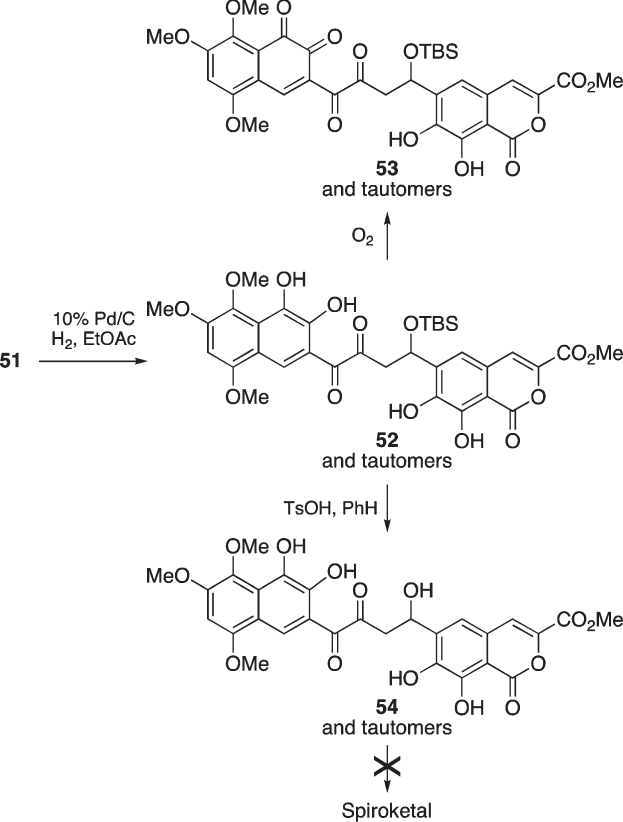 OMe O
MeO O O OTBS
CO₂Me
OMe O HO O
53 OH O
and tautomers
O₂
OMe OH
10% Pd/C MeO OH O OTBS
H₂, EtOAc CO₂Me
51
OMe O HO O
52 OH O
and tautomers
TsOH, PhH
OMe OH
MeO OH O OH
CO₂Me
OMe O HO O
54 OH O
and tautomers
Spiroketal